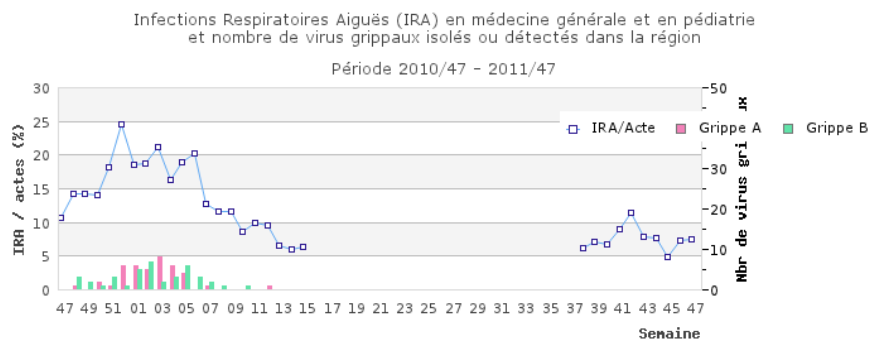 Infections Respiratoires Aiguës (IRA) en médecine générale et en pédiatrie
et nombre de virus grippaux isolés ou détectés dans la région
Période 2010/47 - 2011/47
30 25 20 15 10 5 0
IRA / actes (%)
IRA/Acte Grippe A Grippe B
50 30 20 10 0
Nbr de virus gri
47 49 51 01 03 05 07 09 11 13 15 17 19 21 23 25 27 29 31 33 35 37 39 41 43 45 47
Semaine